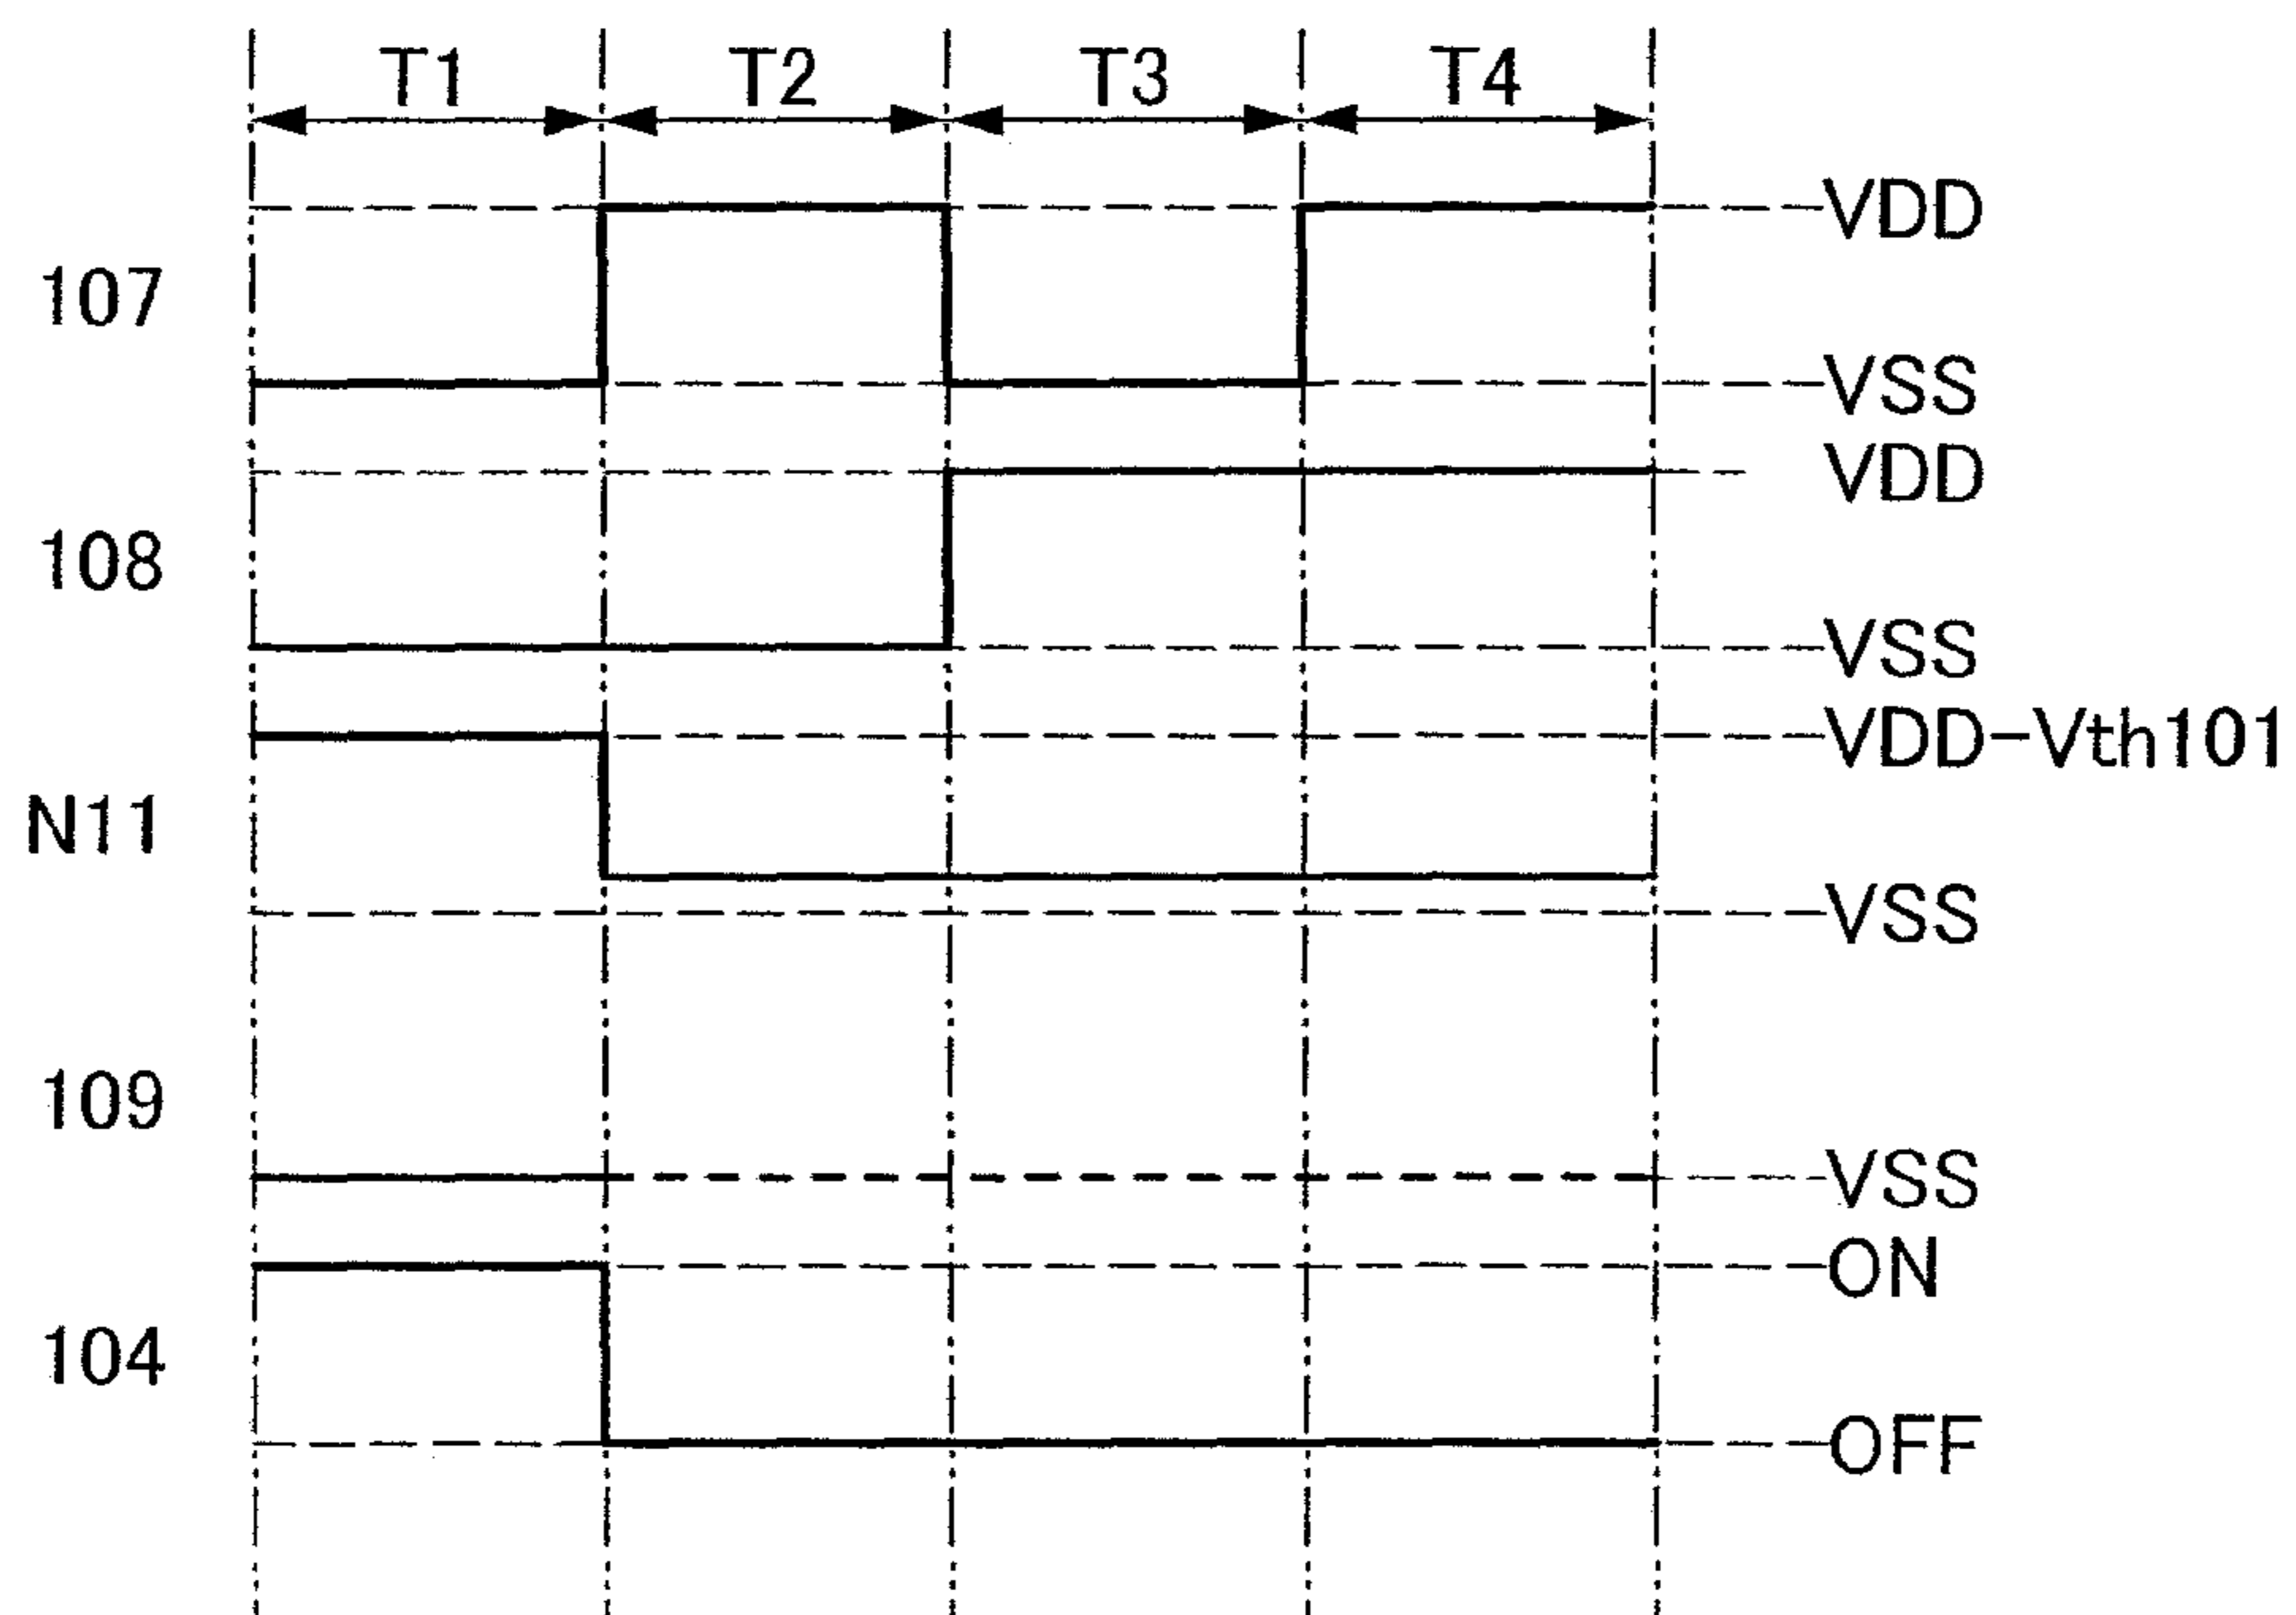 T1 T2 T3 T4
VDD
107
VSS
VDD
108
VSS
VDD-Vth101
N11
VSS
109
VSS
ON
104
OFF